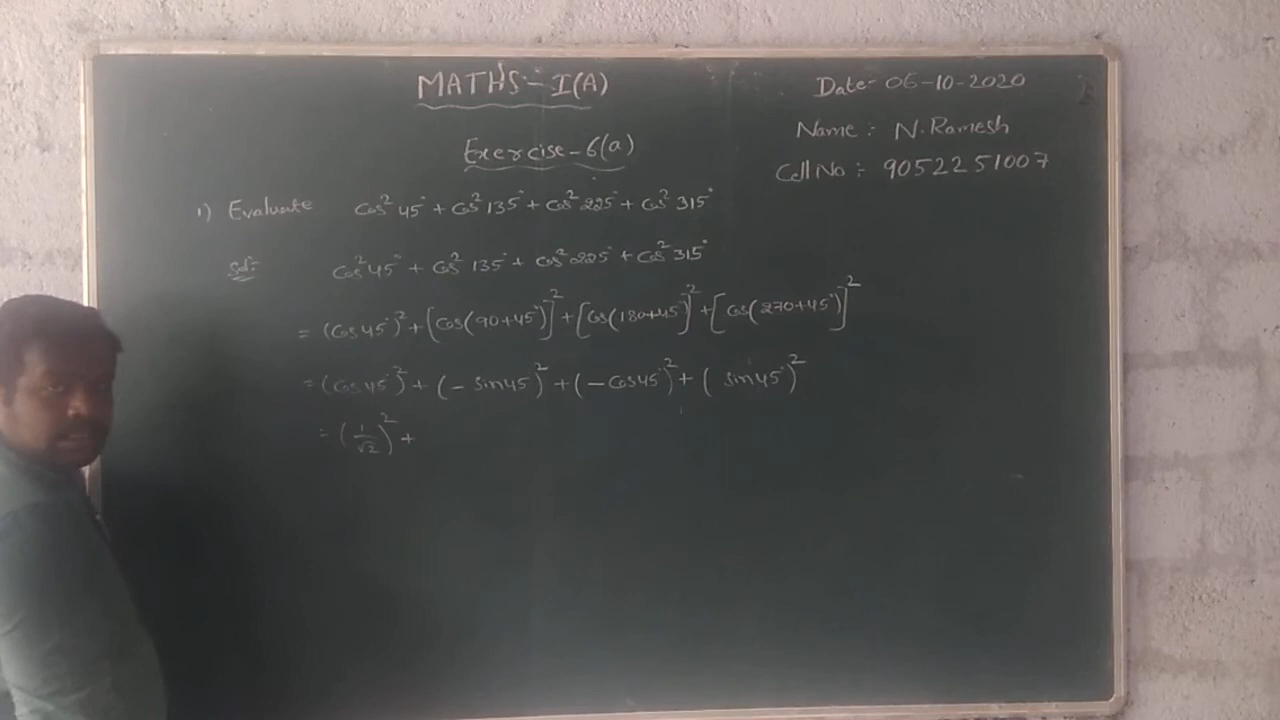 MATHS - I(A)
Date:- 06-10-2020
Name :- N. Ramesh
Cell No :- 9052251007
Exercise - 6(a)
1) Evaluate Cos² 45° + Cos² 135° + Cos² 225° + Cos² 315°
Sol:- Cos² 45° + Cos² 135° + Cos² 225° + Cos² 315°
= (Cos 45°)² + [Cos(90+45°)]² + [Cos(180+45°)]² + [Cos(270+45°)]²
= (Cos 45°)² + (- Sin 45°)² + (- Cos 45°)² + ( Sin 45°)²
= (1/√2)² +